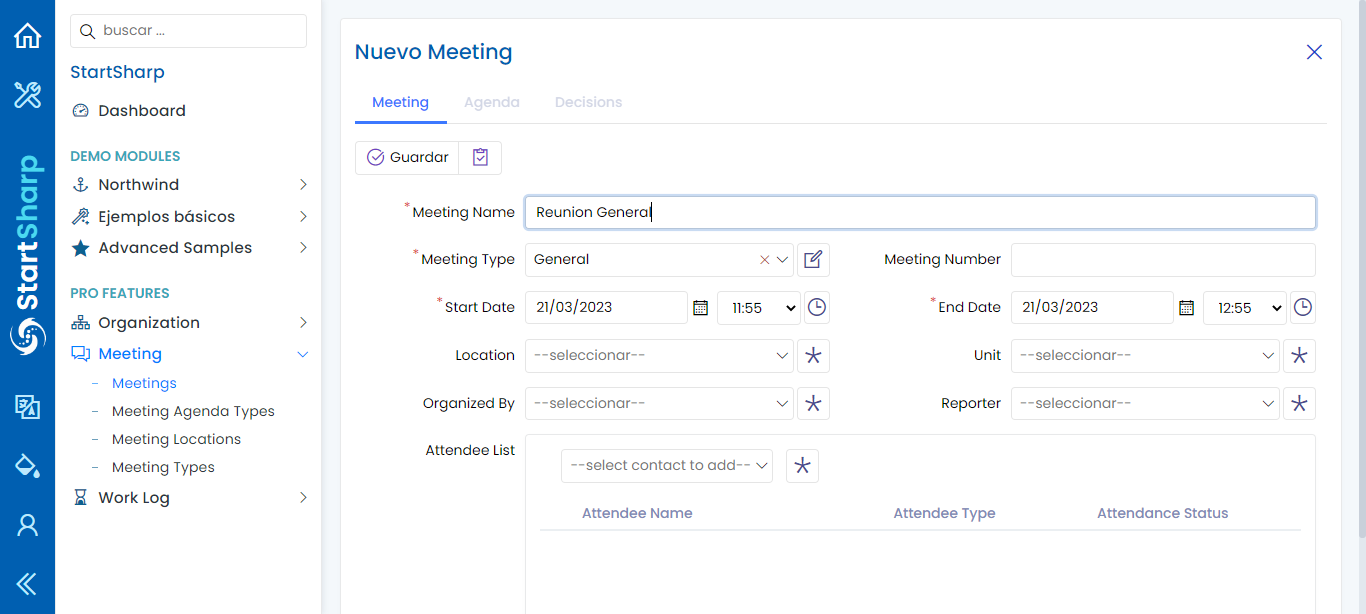 StartSharp
buscar ...
StartSharp
Dashboard
DEMO MODULES
Northwind
Ejemplos básicos
Advanced Samples
PRO FEATURES
Organization
Meeting
Meetings
Meeting Agenda Types
Meeting Locations
Meeting Types
Work Log
Nuevo Meeting
Meeting Agenda Decisions
Guardar
*Meeting Name Reunion General
*Meeting Type General Meeting Number
*Start Date 21/03/2023 11:55 *End Date 21/03/2023 12:55
Location --seleccionar-- Unit --seleccionar--
Organized By --seleccionar-- Reporter --seleccionar--
Attendee List
--select contact to add--
Attendee Name Attendee Type Attendance Status